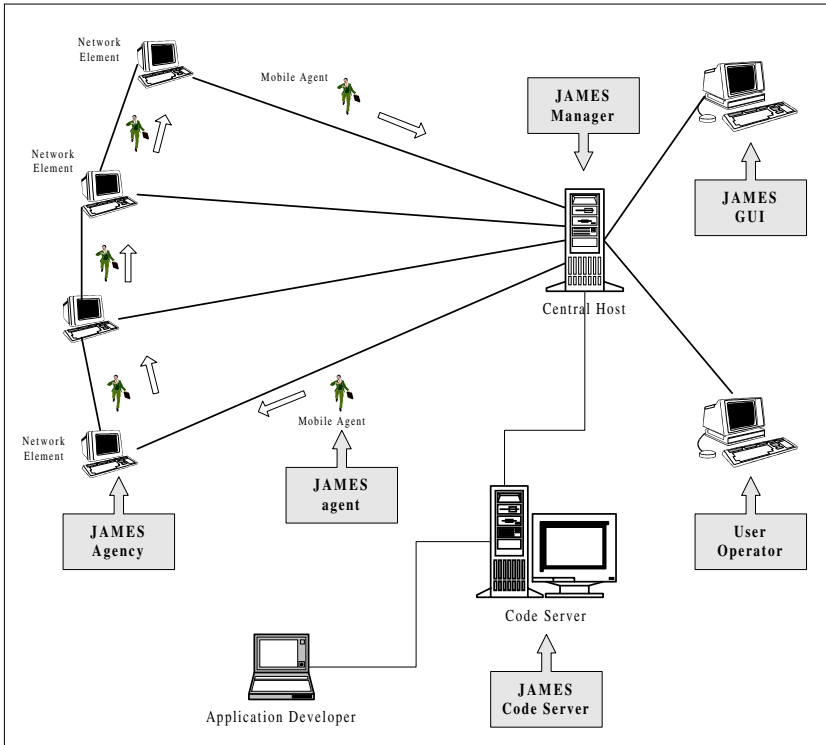 Network
Element
Mobile Agent
JAMES
Manager
Network
Element
JAMES
GUI
Central Host
Network
Element
Mobile Agent
JAMES
Agency
JAMES
agent
User
Operator
Code Server
JAMES
Code Server
Application Developer